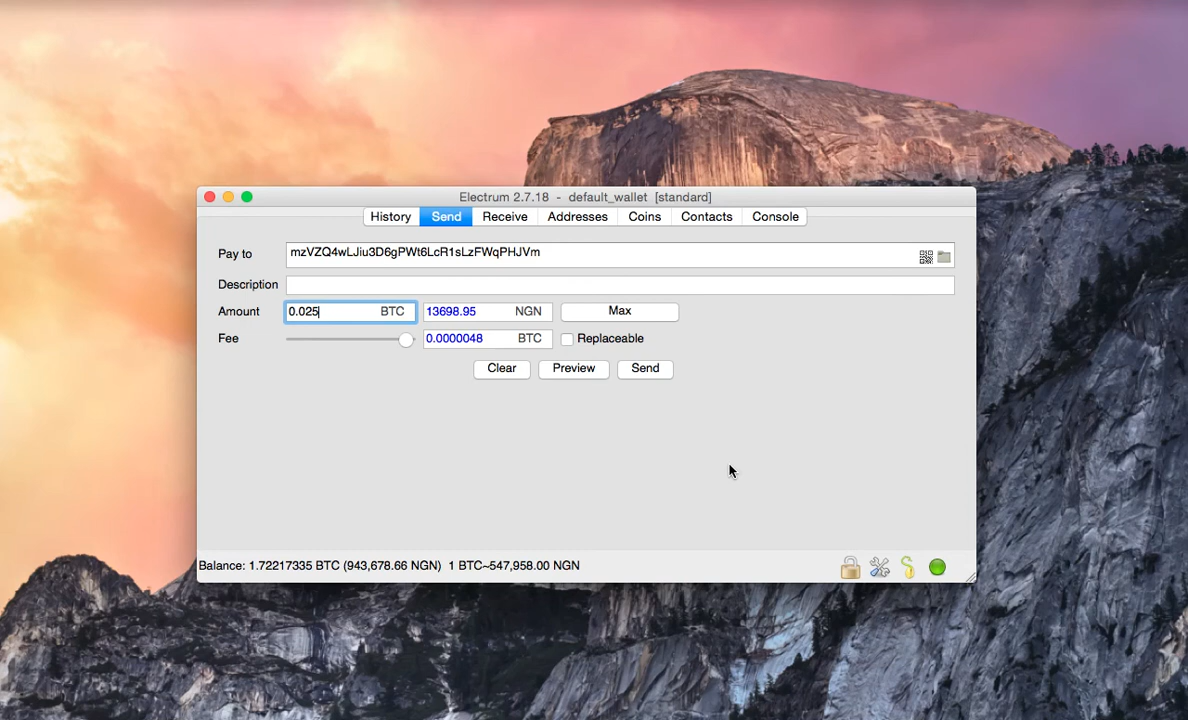 Electrum 2.7.18 - default_wallet [standard]
History Send Receive Addresses Coins Contacts Console
Pay to mzVZQ4wLJiu3D6gPWt6LcR1sLzFWqPHJVm
Description
Amount 0.025 BTC 13698.95 NGN Max
Fee 0.0000048 BTC Replaceable
Clear Preview Send
Balance: 1.72217335 BTC (943,678.66 NGN) 1 BTC~547,958.00 NGN